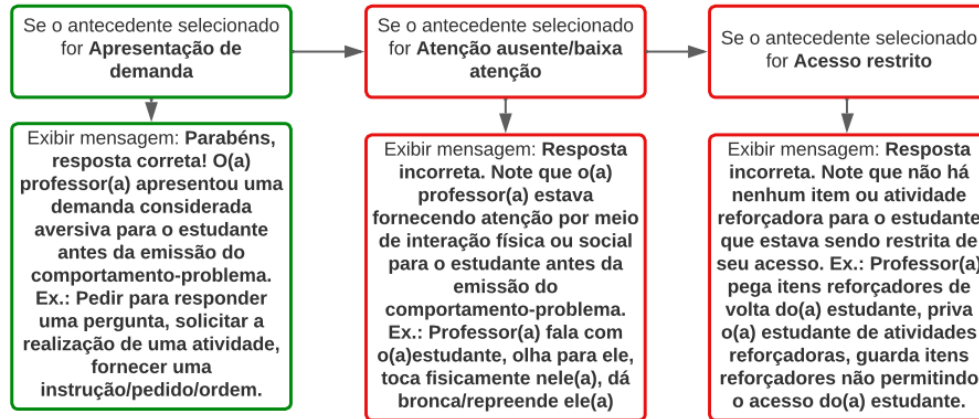 Se o antecedente selecionado
for Apresentação de
demanda
Se o antecedente selecionado
for Atenção ausente/baixa
atenção
Se o antecedente selecionado
for Acesso restrito
Exibir mensagem: Parabéns,
resposta correta! O(a)
professor(a) apresentou uma
demanda considerada
aversiva para o estudante
antes da emissão do
comportamento-problema.
Ex.: Pedir para responder
uma pergunta, solicitar a
realização de uma atividade,
fornecer uma
instrução/pedido/ordem.
Exibir mensagem: Resposta
incorreta. Note que o(a)
professor(a) estava
fornecendo atenção por meio
de interação física ou social
para o estudante antes da
emissão do
comportamento-problema.
Ex.: Professor(a) fala com
o(a)estudante, olha para ele,
toca fisicamente nele(a), dá
bronca/repreende ele(a)
Exibir mensagem: Resposta
incorreta. Note que não há
nenhum item ou atividade
reforçadora para o estudante
que estava sendo restrita de
seu acesso. Ex.: Professor(a)
pega itens reforçadores de
volta do(a) estudante, priva
o(a) estudante de atividades
reforçadoras, guarda itens
reforçadores não permitindo
o acesso do(a) estudante.